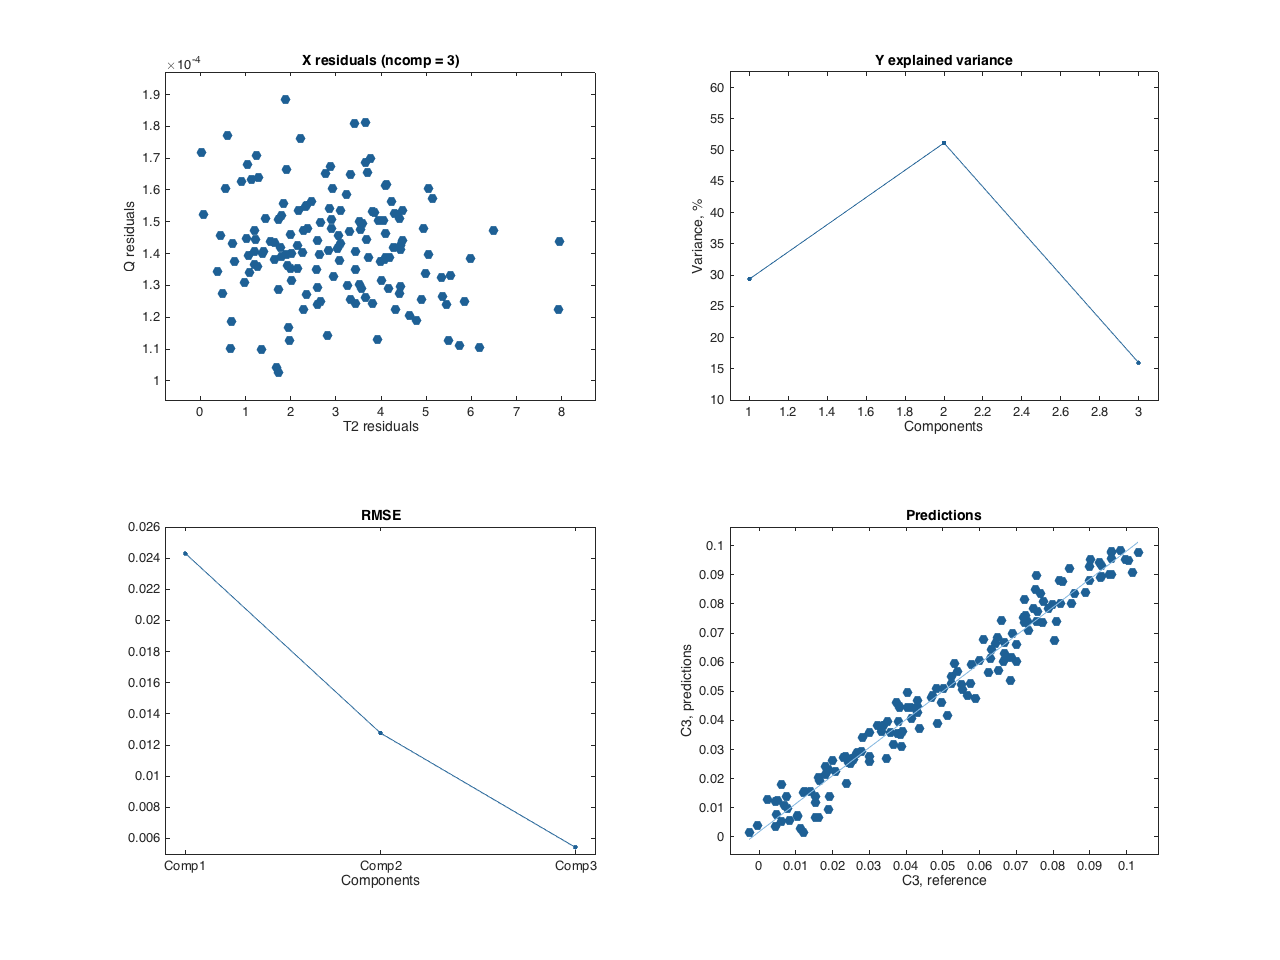 X residuals (ncomp = 3)
×10^-4
1.9
1.8
1.7
1.6
1.5
1.4
1.3
1.2
1.1
1
Q residuals
0 1 2 3 4 5 6 7 8
T2 residuals
Y explained variance
60
55
50
45
40
35
30
25
20
15
10
Variance, %
1 1.2 1.4 1.6 1.8 2 2.2 2.4 2.6 2.8 3
Components
RMSE
0.026
0.024
0.022
0.02
0.018
0.016
0.014
0.012
0.01
0.008
0.006
Comp1 Comp2 Comp3
Components
Predictions
0.1
0.09
0.08
0.07
0.06
0.05
0.04
0.03
0.02
0.01
0
C3, predictions
0 0.01 0.02 0.03 0.04 0.05 0.06 0.07 0.08 0.09 0.1
C3, reference